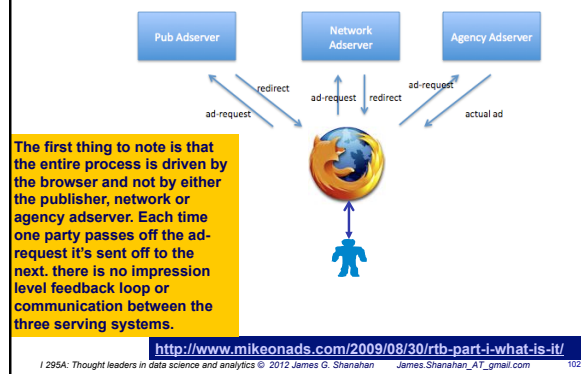 Pub Adserver
Network
Adserver
Agency Adserver
redirect
ad-request
ad-request
redirect
ad-request
actual ad
The first thing to note is that
the entire process is driven by
the browser and not by either
the publisher, network or
agency adserver. Each time
one party passes off the ad-
request it's sent off to the
next. there is no impression
level feedback loop or
communication between the
three serving systems.
http://www.mikeonads.com/2009/08/30/rtb-part-i-what-is-it/
I 295A: Thought leaders in data science and analytics © 2012 James G. Shanahan James.Shanahan_AT_gmail.com 102